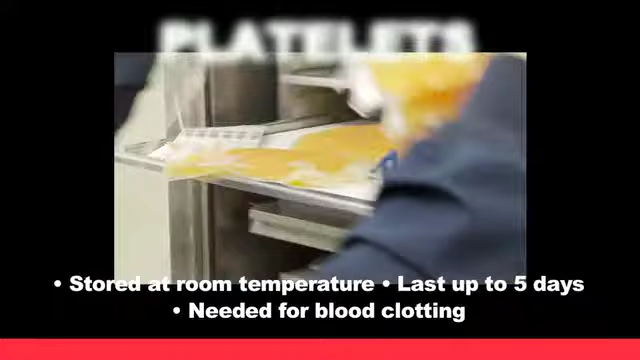 PLATELETS
• Stored at room temperature • Last up to 5 days
• Needed for blood clotting